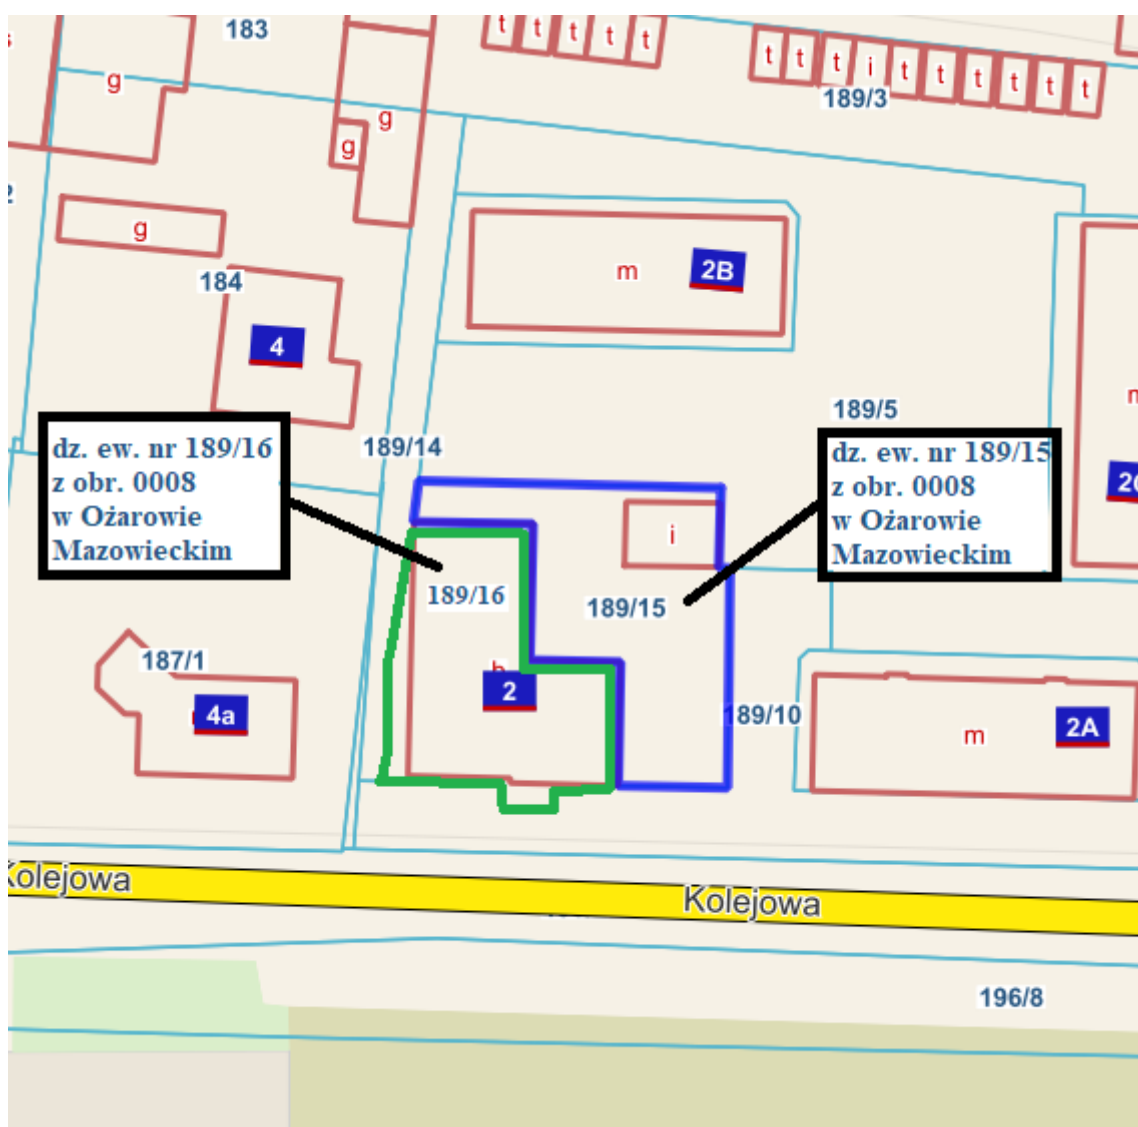 183
t t t t t
t t t i t t t t t t
189/3
g
g
g
g
184
m
2B
4
189/5
189/14
dz. ew. nr 189/16
z obr. 0008
w Ożarowie
Mazowieckim
dz. ew. nr 189/15
z obr. 0008
w Ożarowie
Mazowieckim
i
189/16
189/15
187/1
4a
2
189/10
m
2A
Kolejowa
Kolejowa
196/8